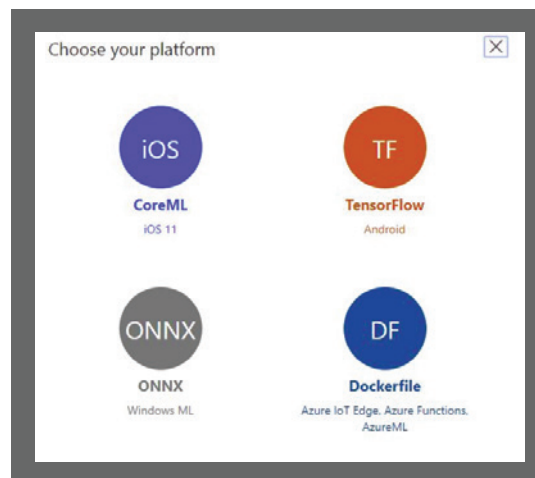 Choose your platform
iOS
TF
CoreML
TensorFlow
iOS 11
Android
ONNX
DF
ONNX
Dockerfile
Windows ML
Azure IoT Edge. Azure Functions.
AzureML